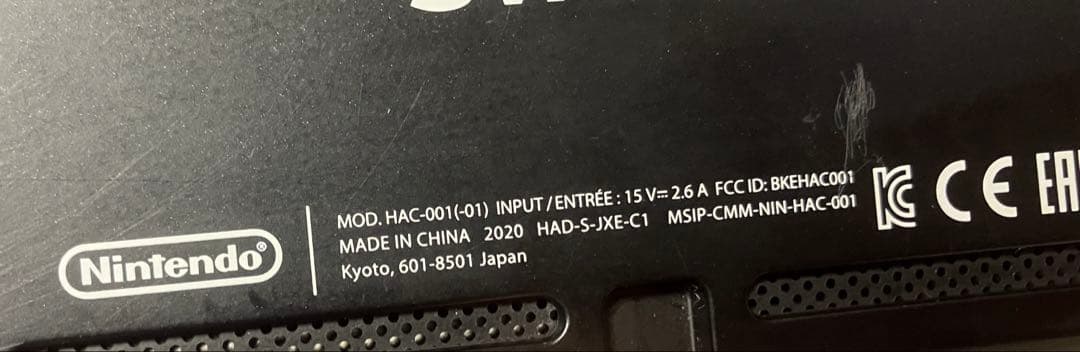 MOD. HAC-001(-01) INPUT/ENTRÉE : 15 V⎓ 2.6 A FCC ID: BKEHAC001
MADE IN CHINA 2020 HAD-S-JXE-C1 MSIP-CMM-NIN-HAC-001
Kyoto, 601-8501 Japan
Nintendo®
CE